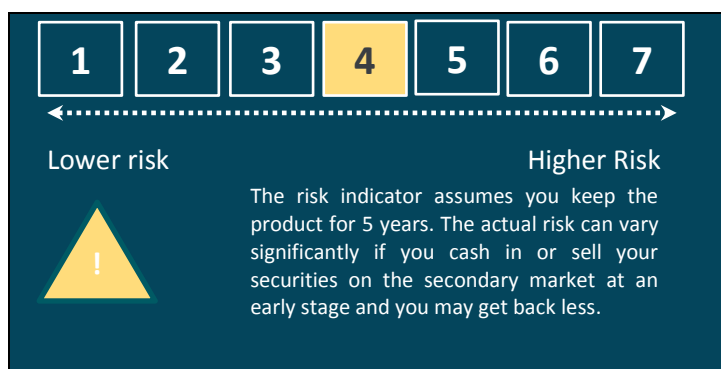 1 2 3 4 5 6 7
Lower risk Higher Risk
The risk indicator assumes you keep the
product for 5 years. The actual risk can vary
significantly if you cash in or sell your
securities on the secondary market at an
early stage and you may get back less.
!